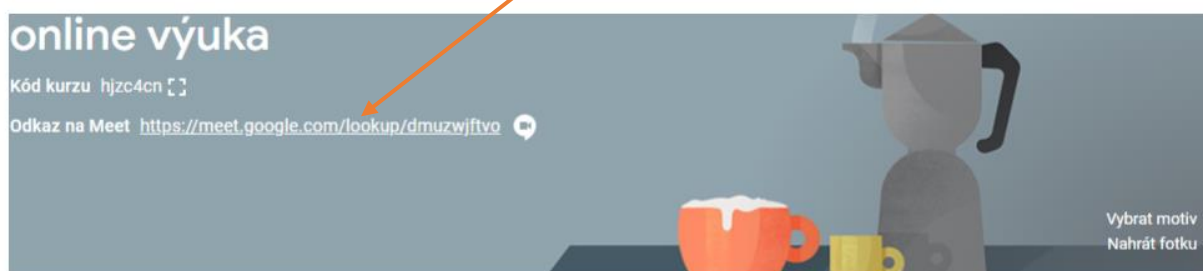 online výuka
Kód kurzu hjzc4cn
Odkaz na Meet https://meet.google.com/lookup/dmuzwjftvo
Vybrat motiv
Nahrát fotku